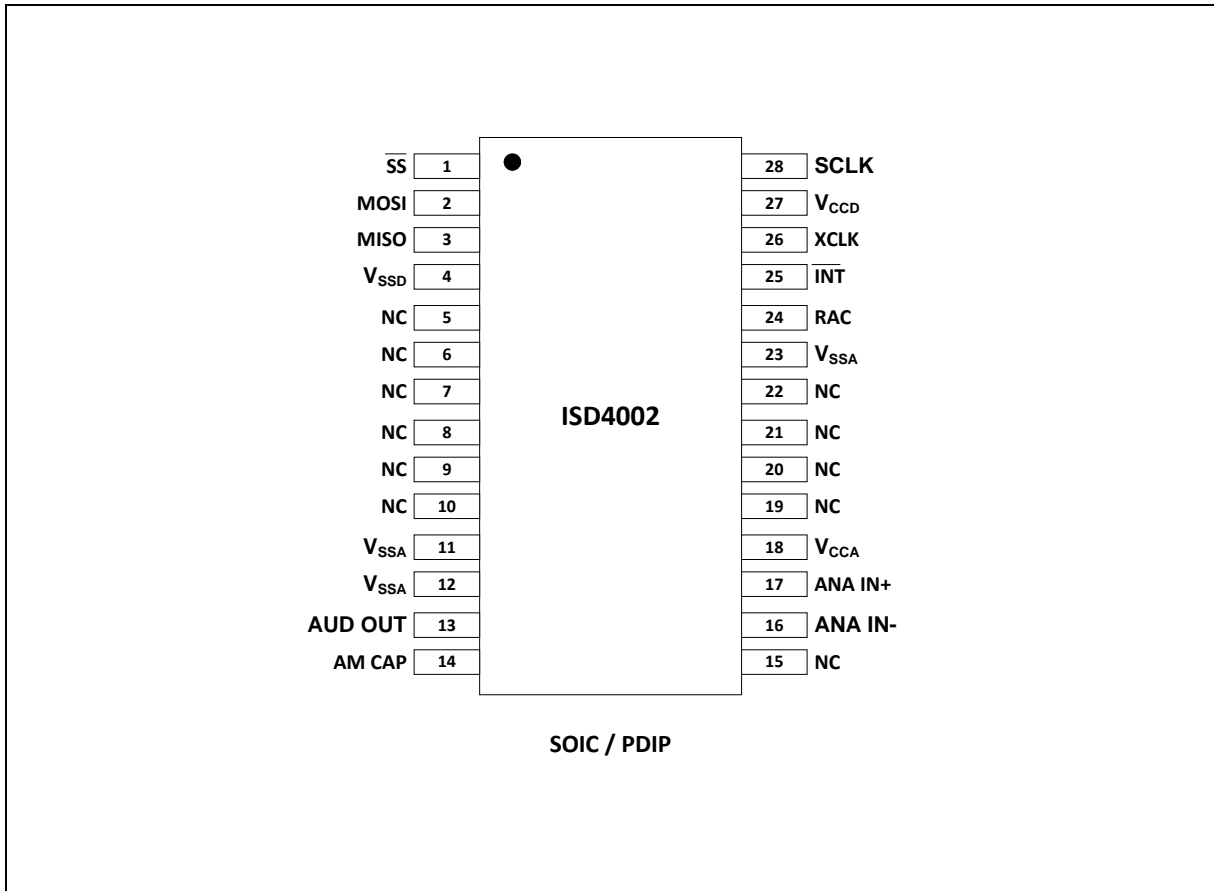 S̅S̅ 1 28 SCLK
MOSI 2 27 VCCD
MISO 3 26 XCLK
VSSD 4 25 I̅N̅T̅
NC 5 24 RAC
NC 6 23 VSSA
NC 7 22 NC
ISD4002
NC 8 21 NC
NC 9 20 NC
NC 10 19 NC
VSSA 11 18 VCCA
VSSA 12 17 ANA IN+
AUD OUT 13 16 ANA IN-
AM CAP 14 15 NC
SOIC / PDIP